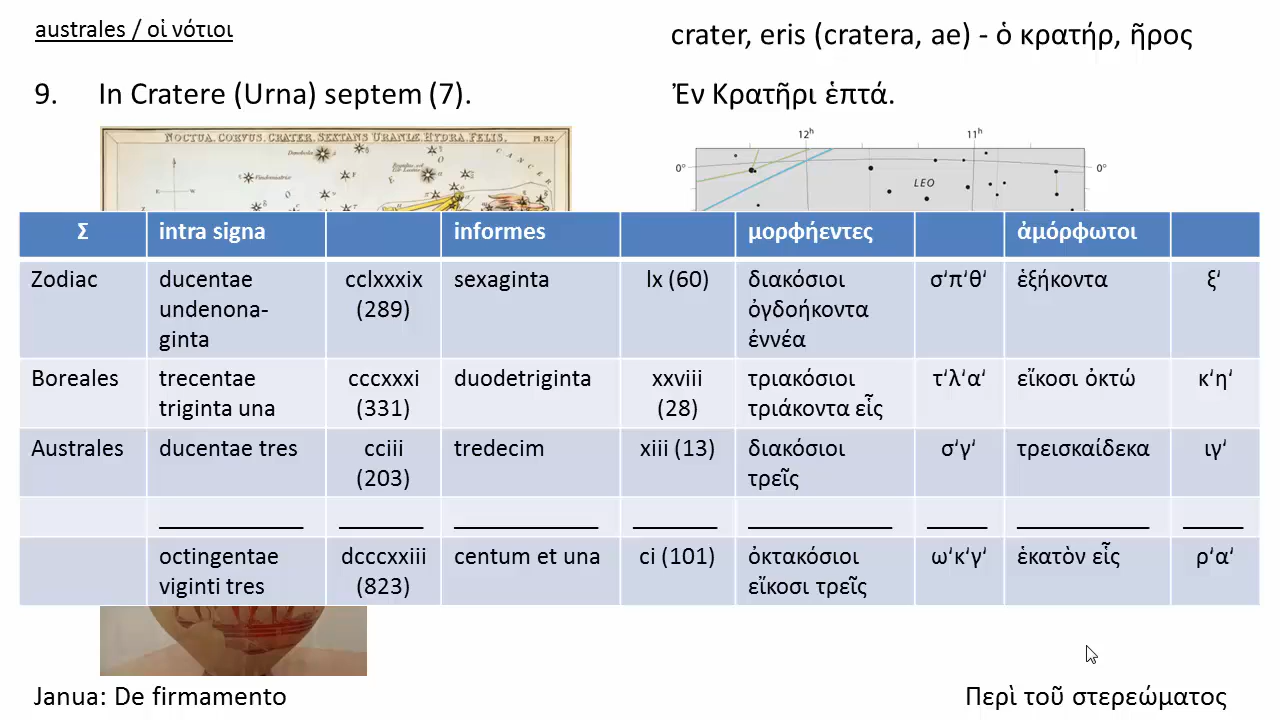 australes / οἱ νότιοι
crater, eris (cratera, ae) - ὁ κρατήρ, ῆρος
9. In Cratere (Urna) septem (7).
Ἐν Κρατῆρι ἑπτά.
NOCTUA, CORVUS, CRATER, SEXTANS URANIÆ, HYDRA, FELIS,
Pl. 32
Denebola
Vindemiatrix
CANCER
12h 11h
0° LEO 0°
Σ intra signa informes μορφήεντες ἀμόρφωτοι
Zodiac ducentae cclxxxix sexaginta lx (60) διακόσιοι σʹπʹθʹ ἑξήκοντα ξʹ
undenona- (289) ὀγδοήκοντα
ginta ἐννέα
Boreales trecentae cccxxxi duodetriginta xxviii τριακόσιοι τʹλʹαʹ εἴκοσι ὀκτώ κʹηʹ
triginta una (331) (28) τριάκοντα εἷς
Australes ducentae tres cciii tredecim xiii (13) διακόσιοι σʹγʹ τρεισκαίδεκα ιγʹ
(203) τρεῖς
octingentae dcccxxiii centum et una ci (101) ὀκτακόσιοι ωʹκʹγʹ ἑκατὸν εἷς ρʹαʹ
viginti tres (823) εἴκοσι τρεῖς
Janua: De firmamento
Περὶ τοῦ στερεώματος